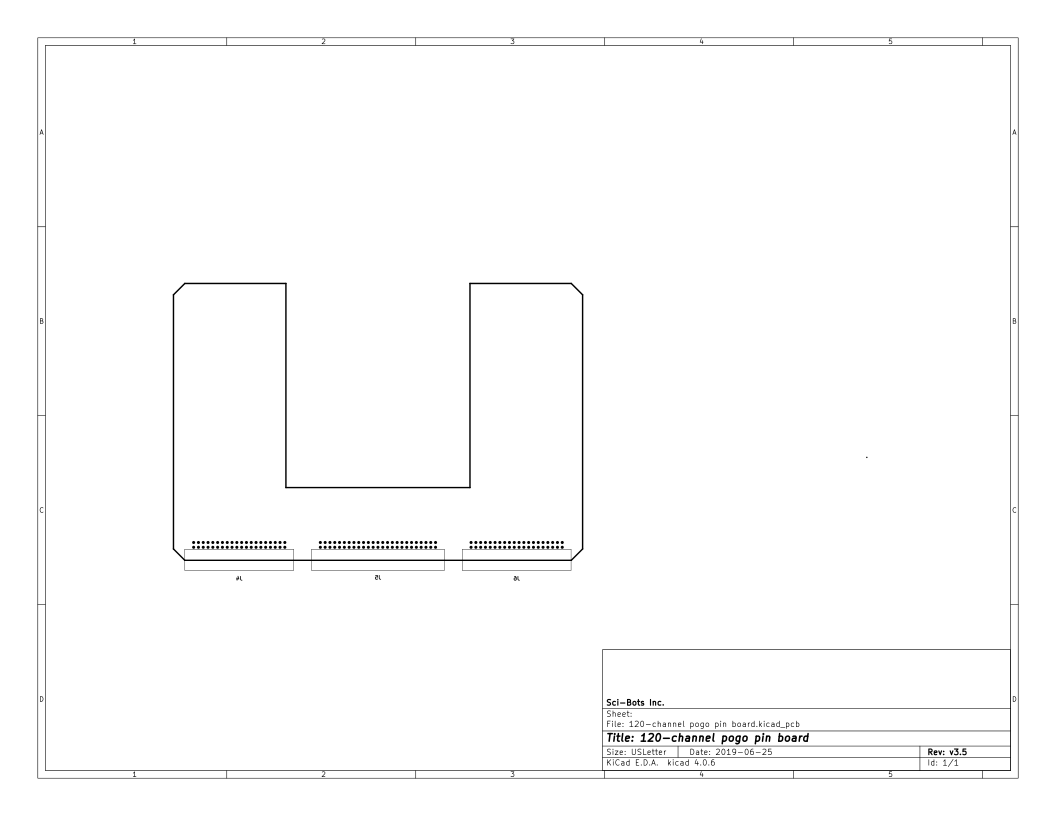 1 2 3 4 5
A A
B B
C C
J4 J5 J6
D D
Sci-Bots Inc.
Sheet:
File: 120-channel pogo pin board.kicad_pcb
Title: 120-channel pogo pin board
Size: USLetter Date: 2019-06-25 Rev: v3.5
KiCad E.D.A. kicad 4.0.6 Id: 1/1
1 2 3 4 5